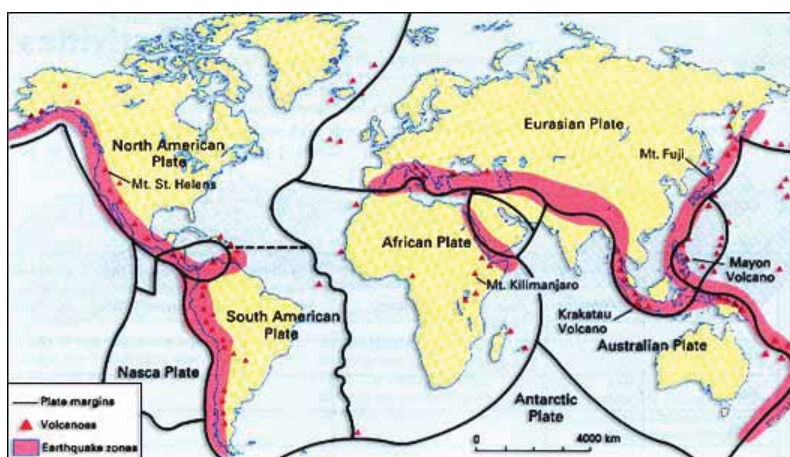 North American
Plate
Mt. St. Helens
Eurasian Plate
Mt. Fuji
African Plate
Mt. Kilimanjaro
Mayon
Volcano
Krakatau
Volcano
South American
Plate
Australian Plate
Nasca Plate
Antarctic
Plate
Plate margins
Volcanoes
Earthquake zones
0 4000 km